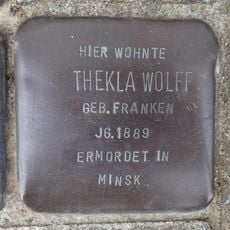 HIER WOHNTE
THEKLA WOLFF
GEB. FRANKEN
JG. 1889
ERMORDET IN
MINSK